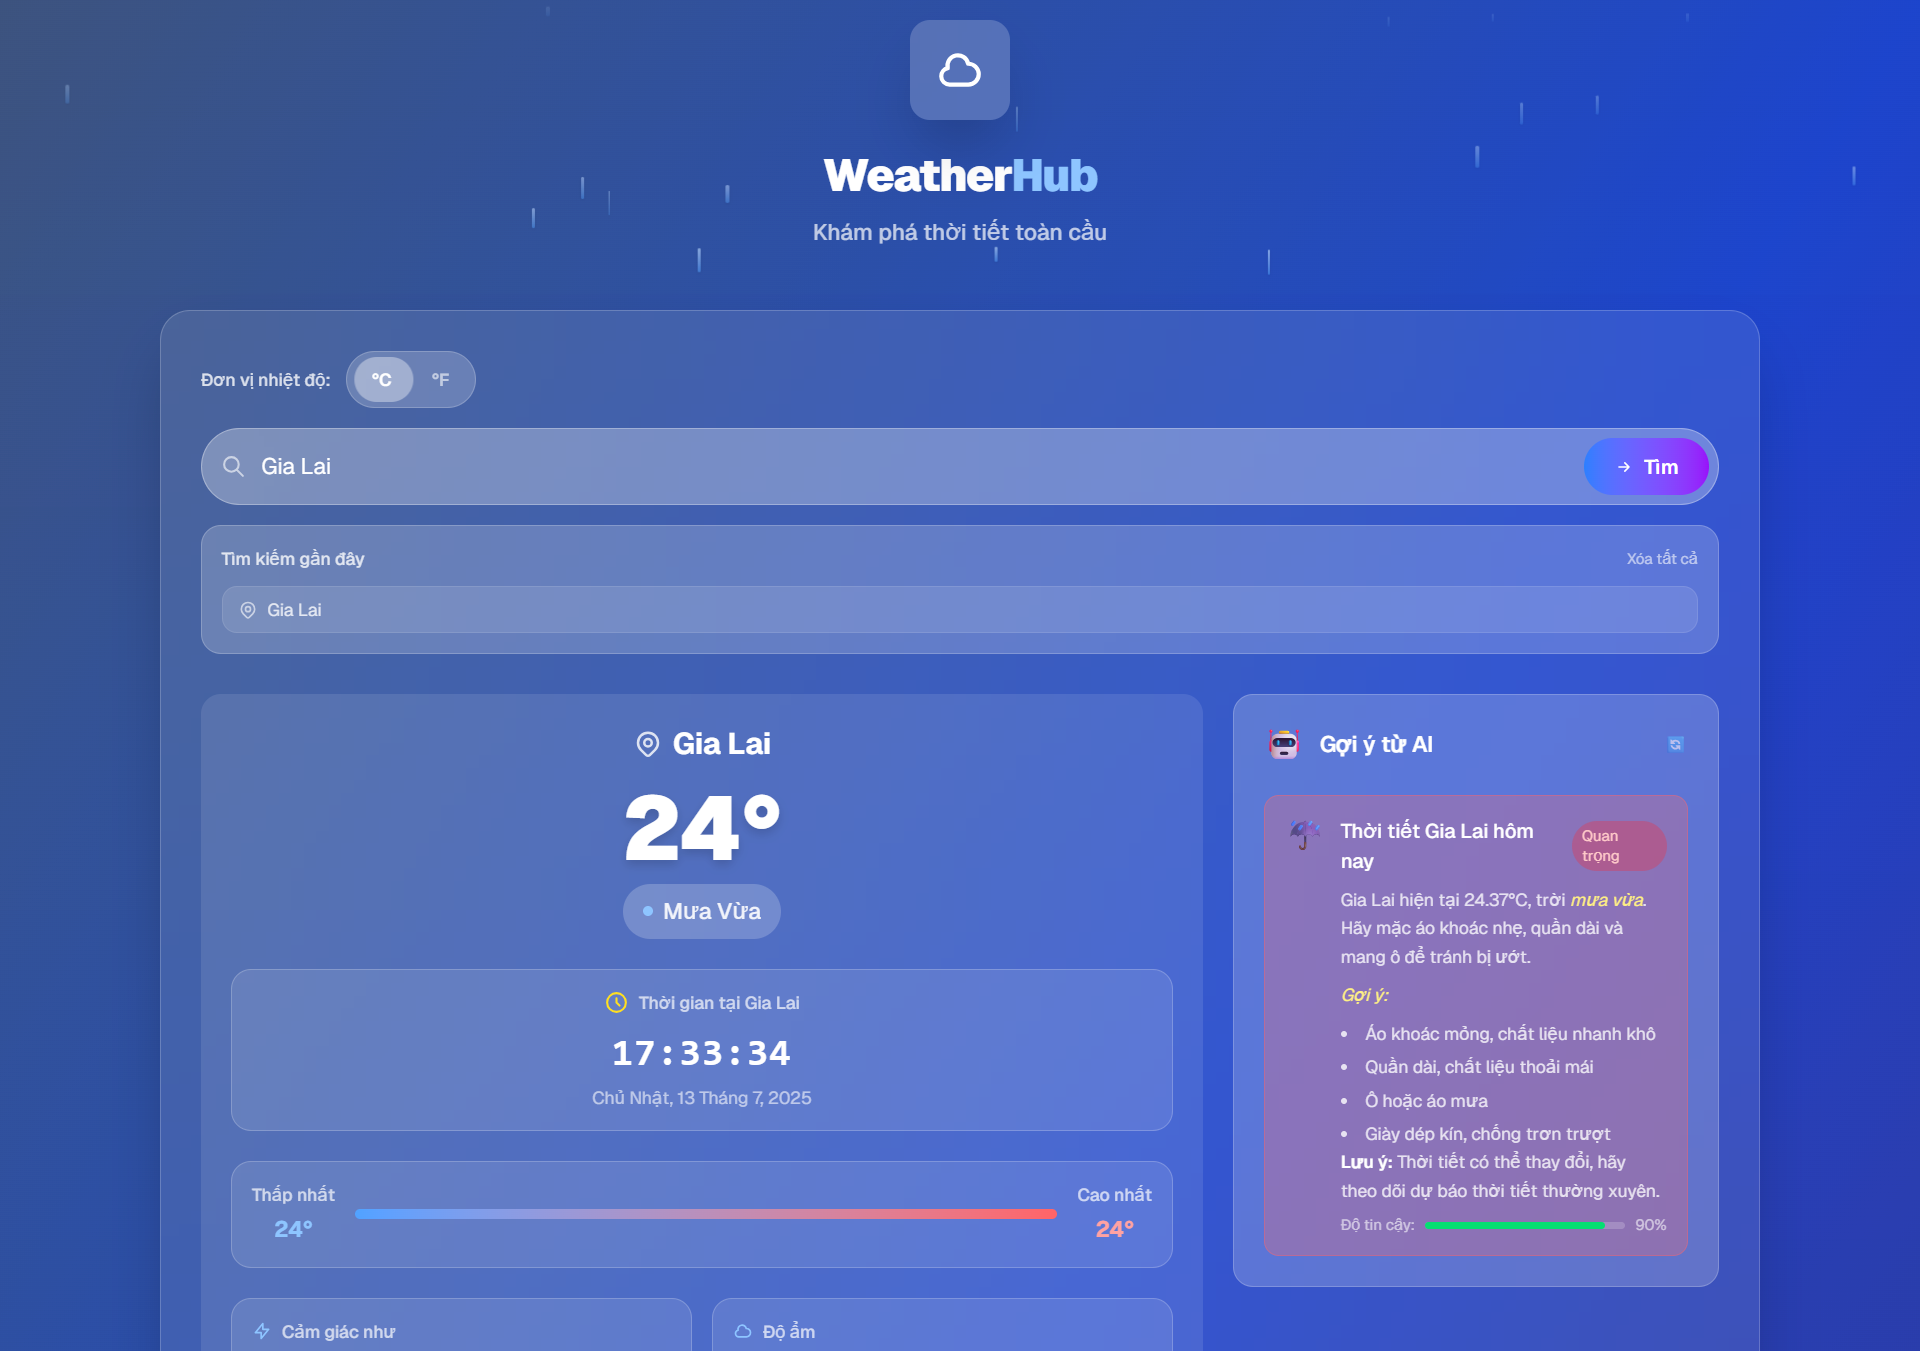 WeatherHub
Khám phá thời tiết toàn cầu
Đơn vị nhiệt độ:
°C
°F
Gia Lai
Tìm
Tìm kiếm gần đây
Xóa tất cả
Gia Lai
Gia Lai
24°
Mưa Vừa
Thời gian tại Gia Lai
17:33:34
Chủ Nhật, 13 Tháng 7, 2025
Thấp nhất
24°
Cao nhất
24°
Cảm giác như
Độ ẩm
Gợi ý từ AI
Thời tiết Gia Lai hôm
nay
Quan
trọng
Gia Lai hiện tại 24.37°C, trời mưa vừa.
Hãy mặc áo khoác nhẹ, quần dài và
mang ô để tránh bị ướt.
Gợi ý:
• Áo khoác mỏng, chất liệu nhanh khô
• Quần dài, chất liệu thoải mái
• Ô hoặc áo mưa
• Giày dép kín, chống trơn trượt
Lưu ý: Thời tiết có thể thay đổi, hãy
theo dõi dự báo thời tiết thường xuyên.
Độ tin cậy:
90%